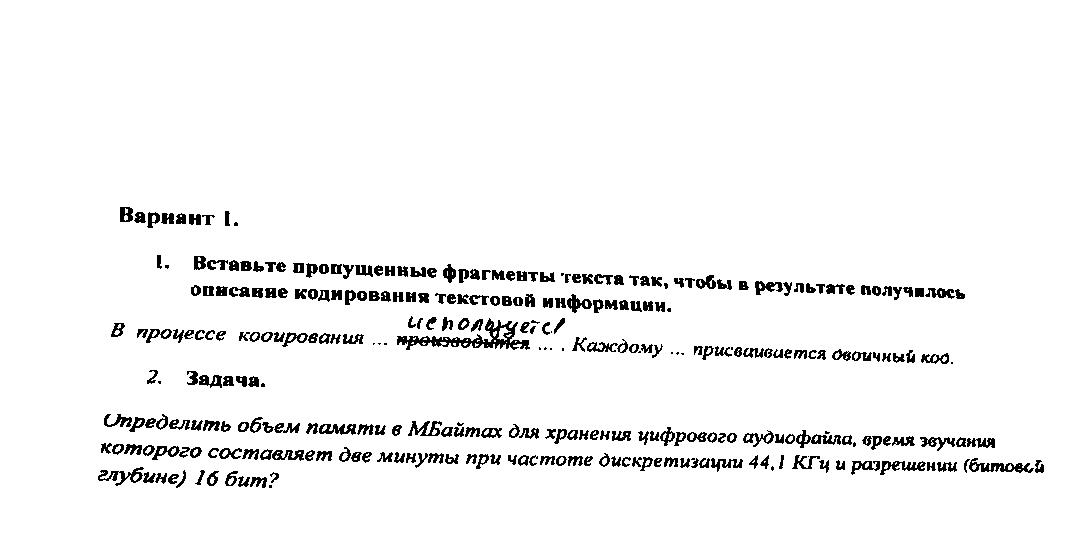 Вариант 1.
1. Вставьте пропущенные фрагменты текста так, чтобы в результате получилось
описание кодирования текстовой информации.
используется
В процессе кодирования ... производится ... . Каждому ... присваивается двоичный код.
2. Задача.
Определить объем памяти в МБайтах для хранения цифрового аудиофайла, время звучания
которого составляет две минуты при частоте дискретизации 44,1 КГц и разрешении (битовой
глубине) 16 бит?